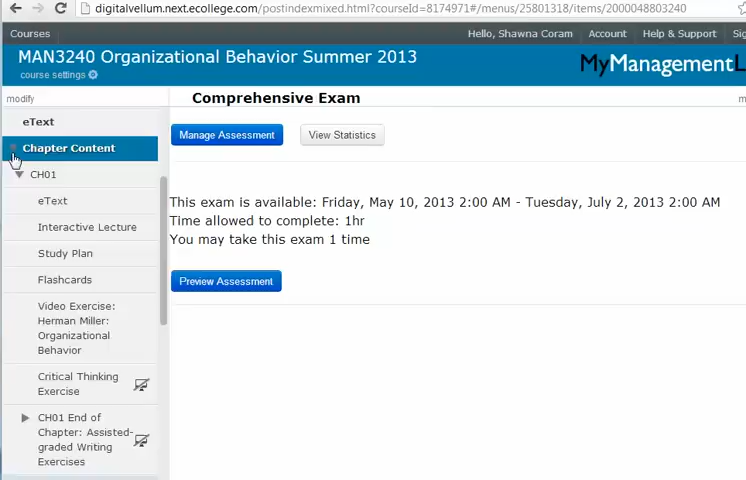 digitalvellum.next.ecollege.com/postindexmixed.html?courseId=8174971#/menus/25801318/items/2000048803240
Courses
Hello, Shawna Coram
Account
Help & Support
MAN3240 Organizational Behavior Summer 2013
course settings
modify
eText
Chapter Content
CH01
eText
Interactive Lecture
Study Plan
Flashcards
Video Exercise:
Herman Miller:
Organizational
Behavior
Critical Thinking
Exercise
CH01 End of
Chapter: Assisted-
graded Writing
Exercises
Comprehensive Exam
Manage Assessment
View Statistics
This exam is available: Friday, May 10, 2013 2:00 AM - Tuesday, July 2, 2013 2:00 AM
Time allowed to complete: 1hr
You may take this exam 1 time
Preview Assessment